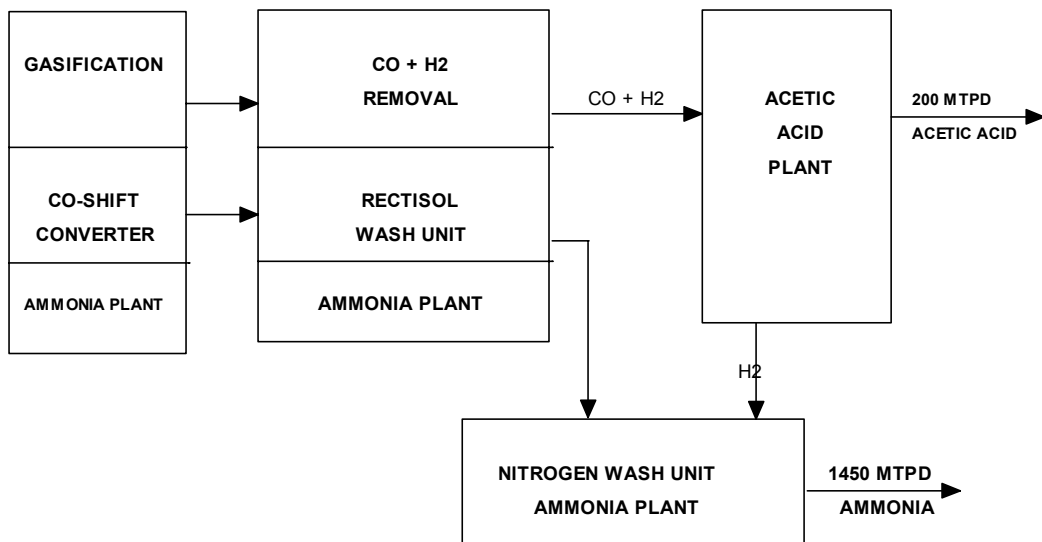 GASIFICATION
CO-SHIFT
CONVERTER
AMMONIA PLANT
CO + H2
REMOVAL
RECTISOL
WASH UNIT
AMMONIA PLANT
CO + H2
ACETIC
ACID
PLANT
200 MTPD
ACETIC ACID
H2
NITROGEN WASH UNIT
AMMONIA PLANT
1450 MTPD
AMMONIA